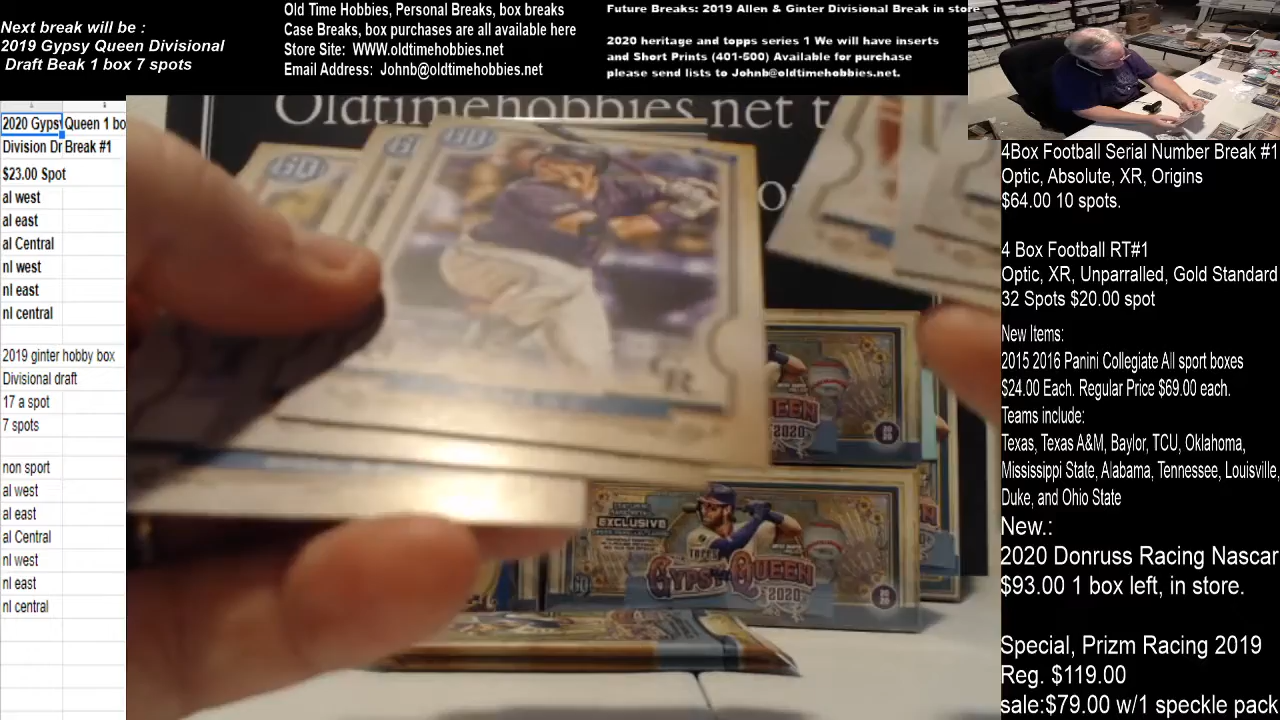 Next break will be :
2019 Gypsy Queen Divisional
Draft Beak 1 box 7 spots
Old Time Hobbies, Personal Breaks, box breaks
Case Breaks, box purchases are all available here
Store Site: WWW.oldtimehobbies.net
Email Address: Johnb@oldtimehobbies.net
Future Breaks: 2019 Allen & Ginter Divisional Break in store
2020 heritage and topps series 1 We will have inserts
and Short Prints (401-500) Available for purchase
please send lists to Johnb@oldtimehobbies.net.
2020 Gypsy Queen 1 bo
Division Dr Break #1
$23.00 Spot
al west
al east
al Central
nl west
nl east
nl central
2019 ginter hobby box
Divisional draft
17 a spot
7 spots
non sport
al west
al east
al Central
nl west
nl east
nl central
Oldtimehobbies.net t
GQ
GQ
GQ
R
QUEEN
2020
EXCLUSIVE
TOPPS
GYPSY QUEEN
2020
4Box Football Serial Number Break #1
Optic, Absolute, XR, Origins
$64.00 10 spots.
4 Box Football RT#1
Optic, XR, Unparralled, Gold Standard
32 Spots $20.00 spot
New Items:
2015 2016 Panini Collegiate All sport boxes
$24.00 Each. Regular Price $69.00 each.
Teams include:
Texas, Texas A&M, Baylor, TCU, Oklahoma,
Mississippi State, Alabama, Tennessee, Louisville,
Duke, and Ohio State
New.:
2020 Donruss Racing Nascar
$93.00 1 box left, in store.
Special, Prizm Racing 2019
Reg. $119.00
sale:$79.00 w/1 speckle pack